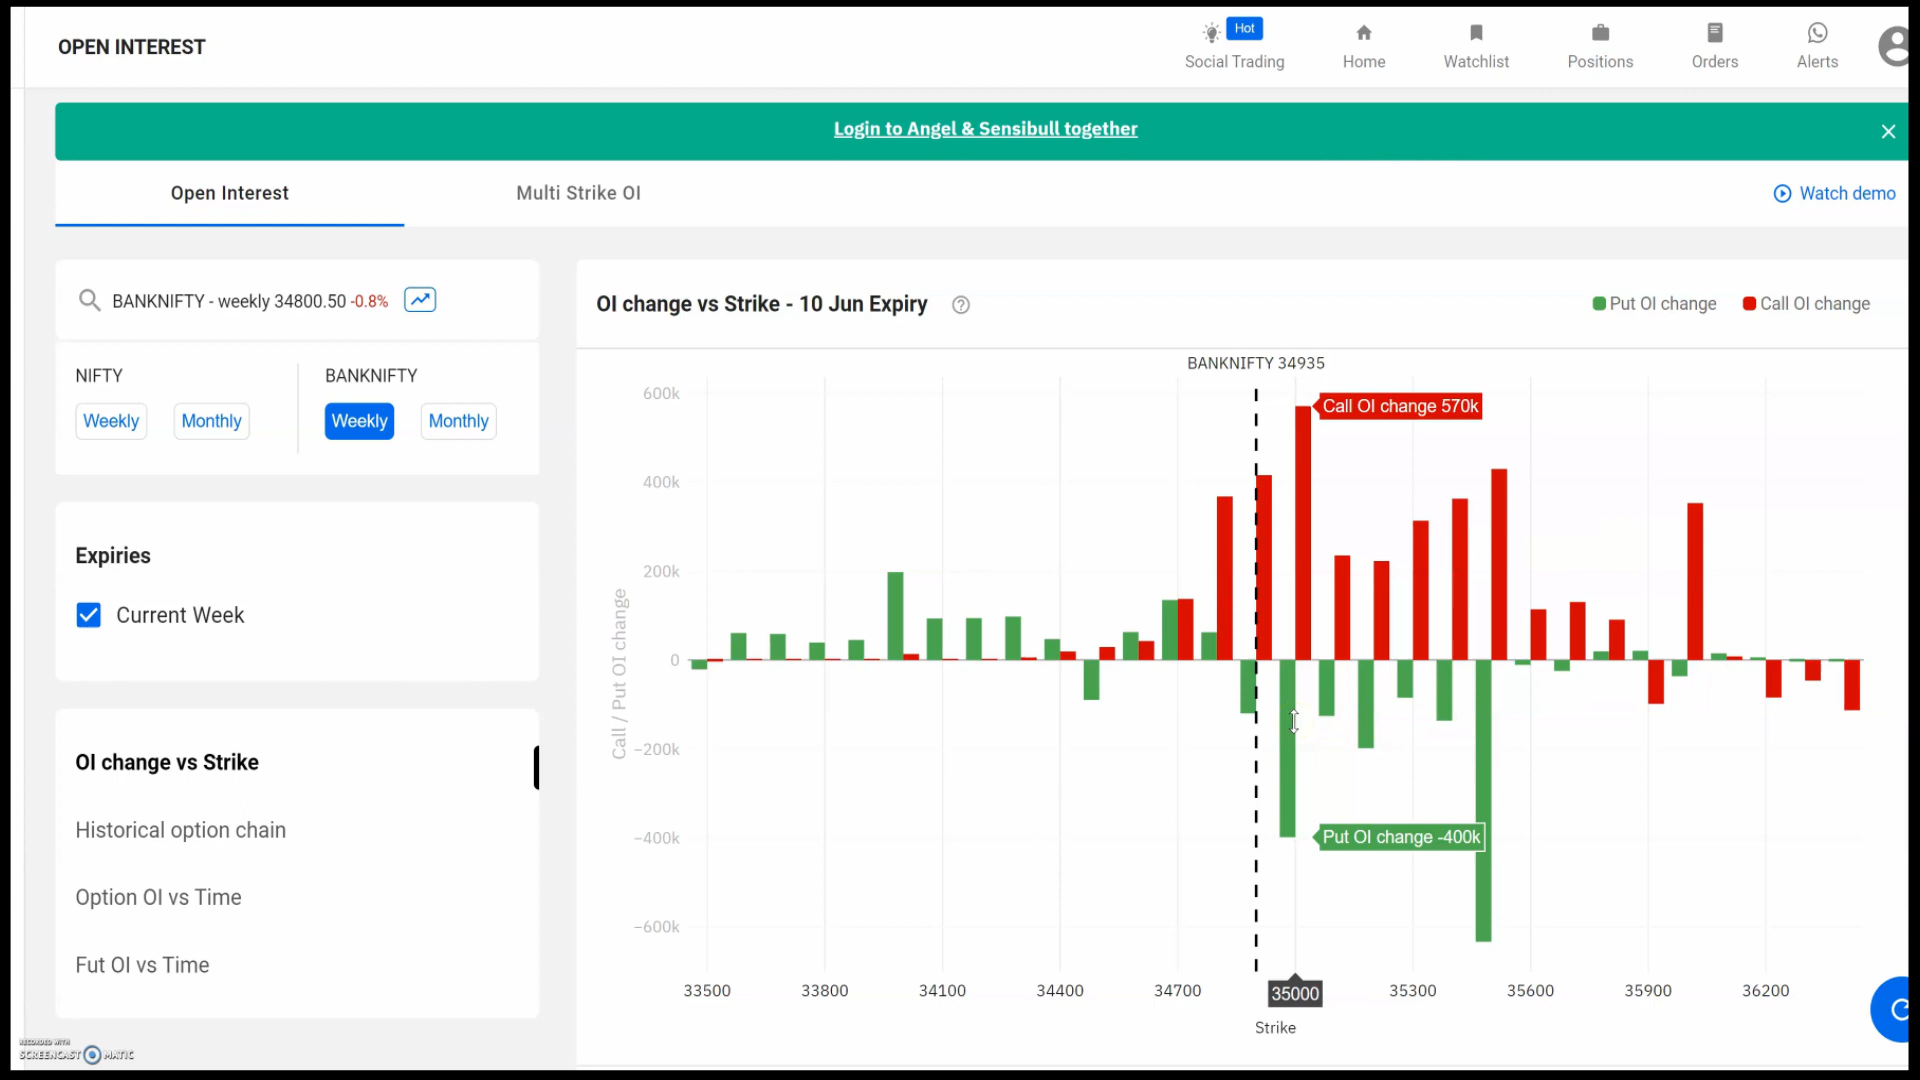 OPEN INTEREST
Hot
Social Trading
Home
Watchlist
Positions
Orders
Alerts
Login to Angel & Sensibull together
Open Interest
Multi Strike OI
Watch demo
BANKNIFTY - weekly 34800.50 -0.8%
NIFTY
BANKNIFTY
Weekly
Monthly
Weekly
Monthly
Expiries
Current Week
OI change vs Strike
Historical option chain
Option OI vs Time
Fut OI vs Time
OI change vs Strike - 10 Jun Expiry
Put OI change
Call OI change
BANKNIFTY 34935
600k
400k
200k
0
−200k
−400k
−600k
Call / Put OI change
Call OI change 570k
Put OI change -400k
33500
33800
34100
34400
34700
35000
35300
35600
35900
36200
Strike
RECORDED WITH
SCREENCAST MATIC